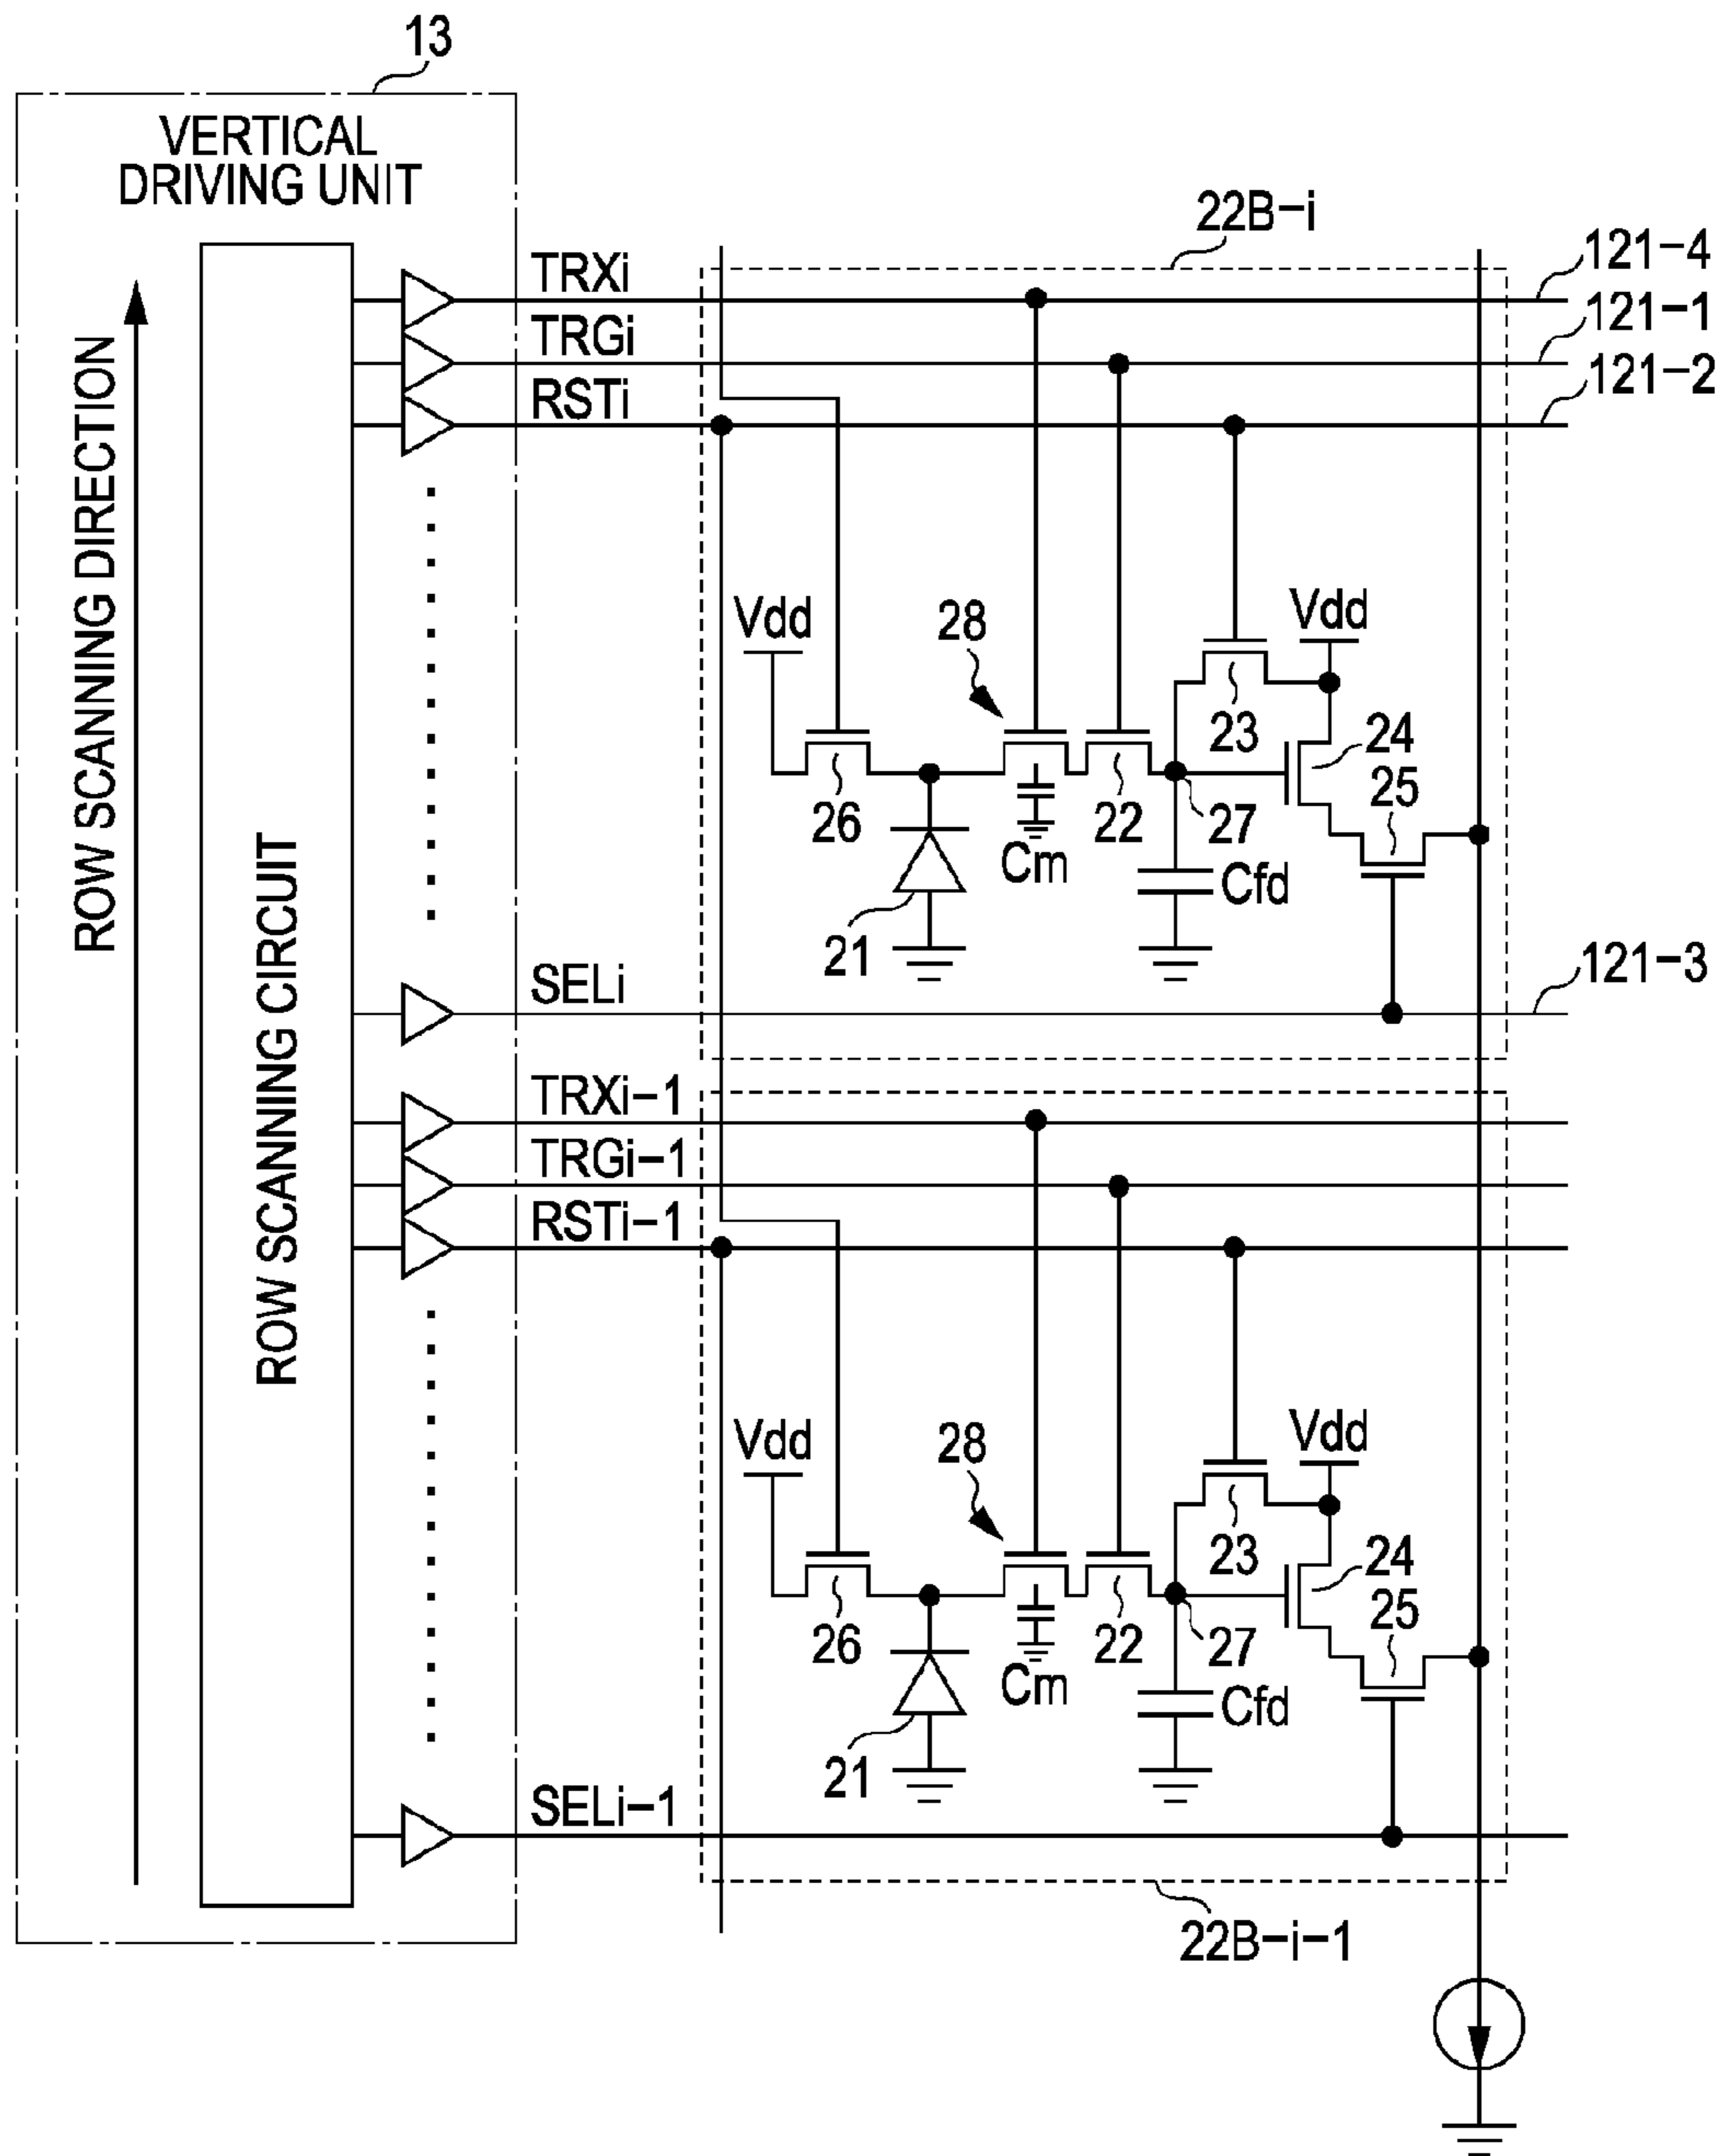 13
VERTICAL
DRIVING UNIT
ROW SCANNING DIRECTION
ROW SCANNING CIRCUIT
22B-i
TRXi
121-4
TRGi
121-1
RSTi
121-2
Vdd
28
Vdd
23
24
26
22
27
25
Cm
Cfd
21
SELi
121-3
TRXi-1
TRGi-1
RSTi-1
Vdd
28
Vdd
23
24
26
22
27
25
Cm
Cfd
21
SELi-1
22B-i-1